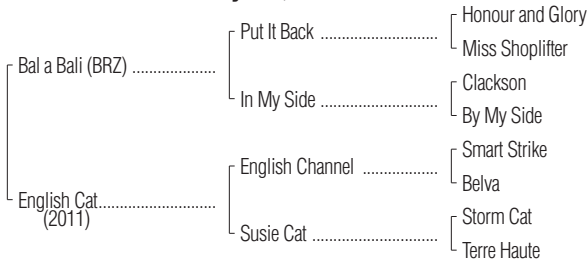 Honour and Glory
Put It Back
Miss Shoplifter
Bal a Bali (BRZ)
Clackson
In My Side
By My Side
Smart Strike
English Channel
Belva
English Cat
(2011)
Storm Cat
Susie Cat
Terre Haute